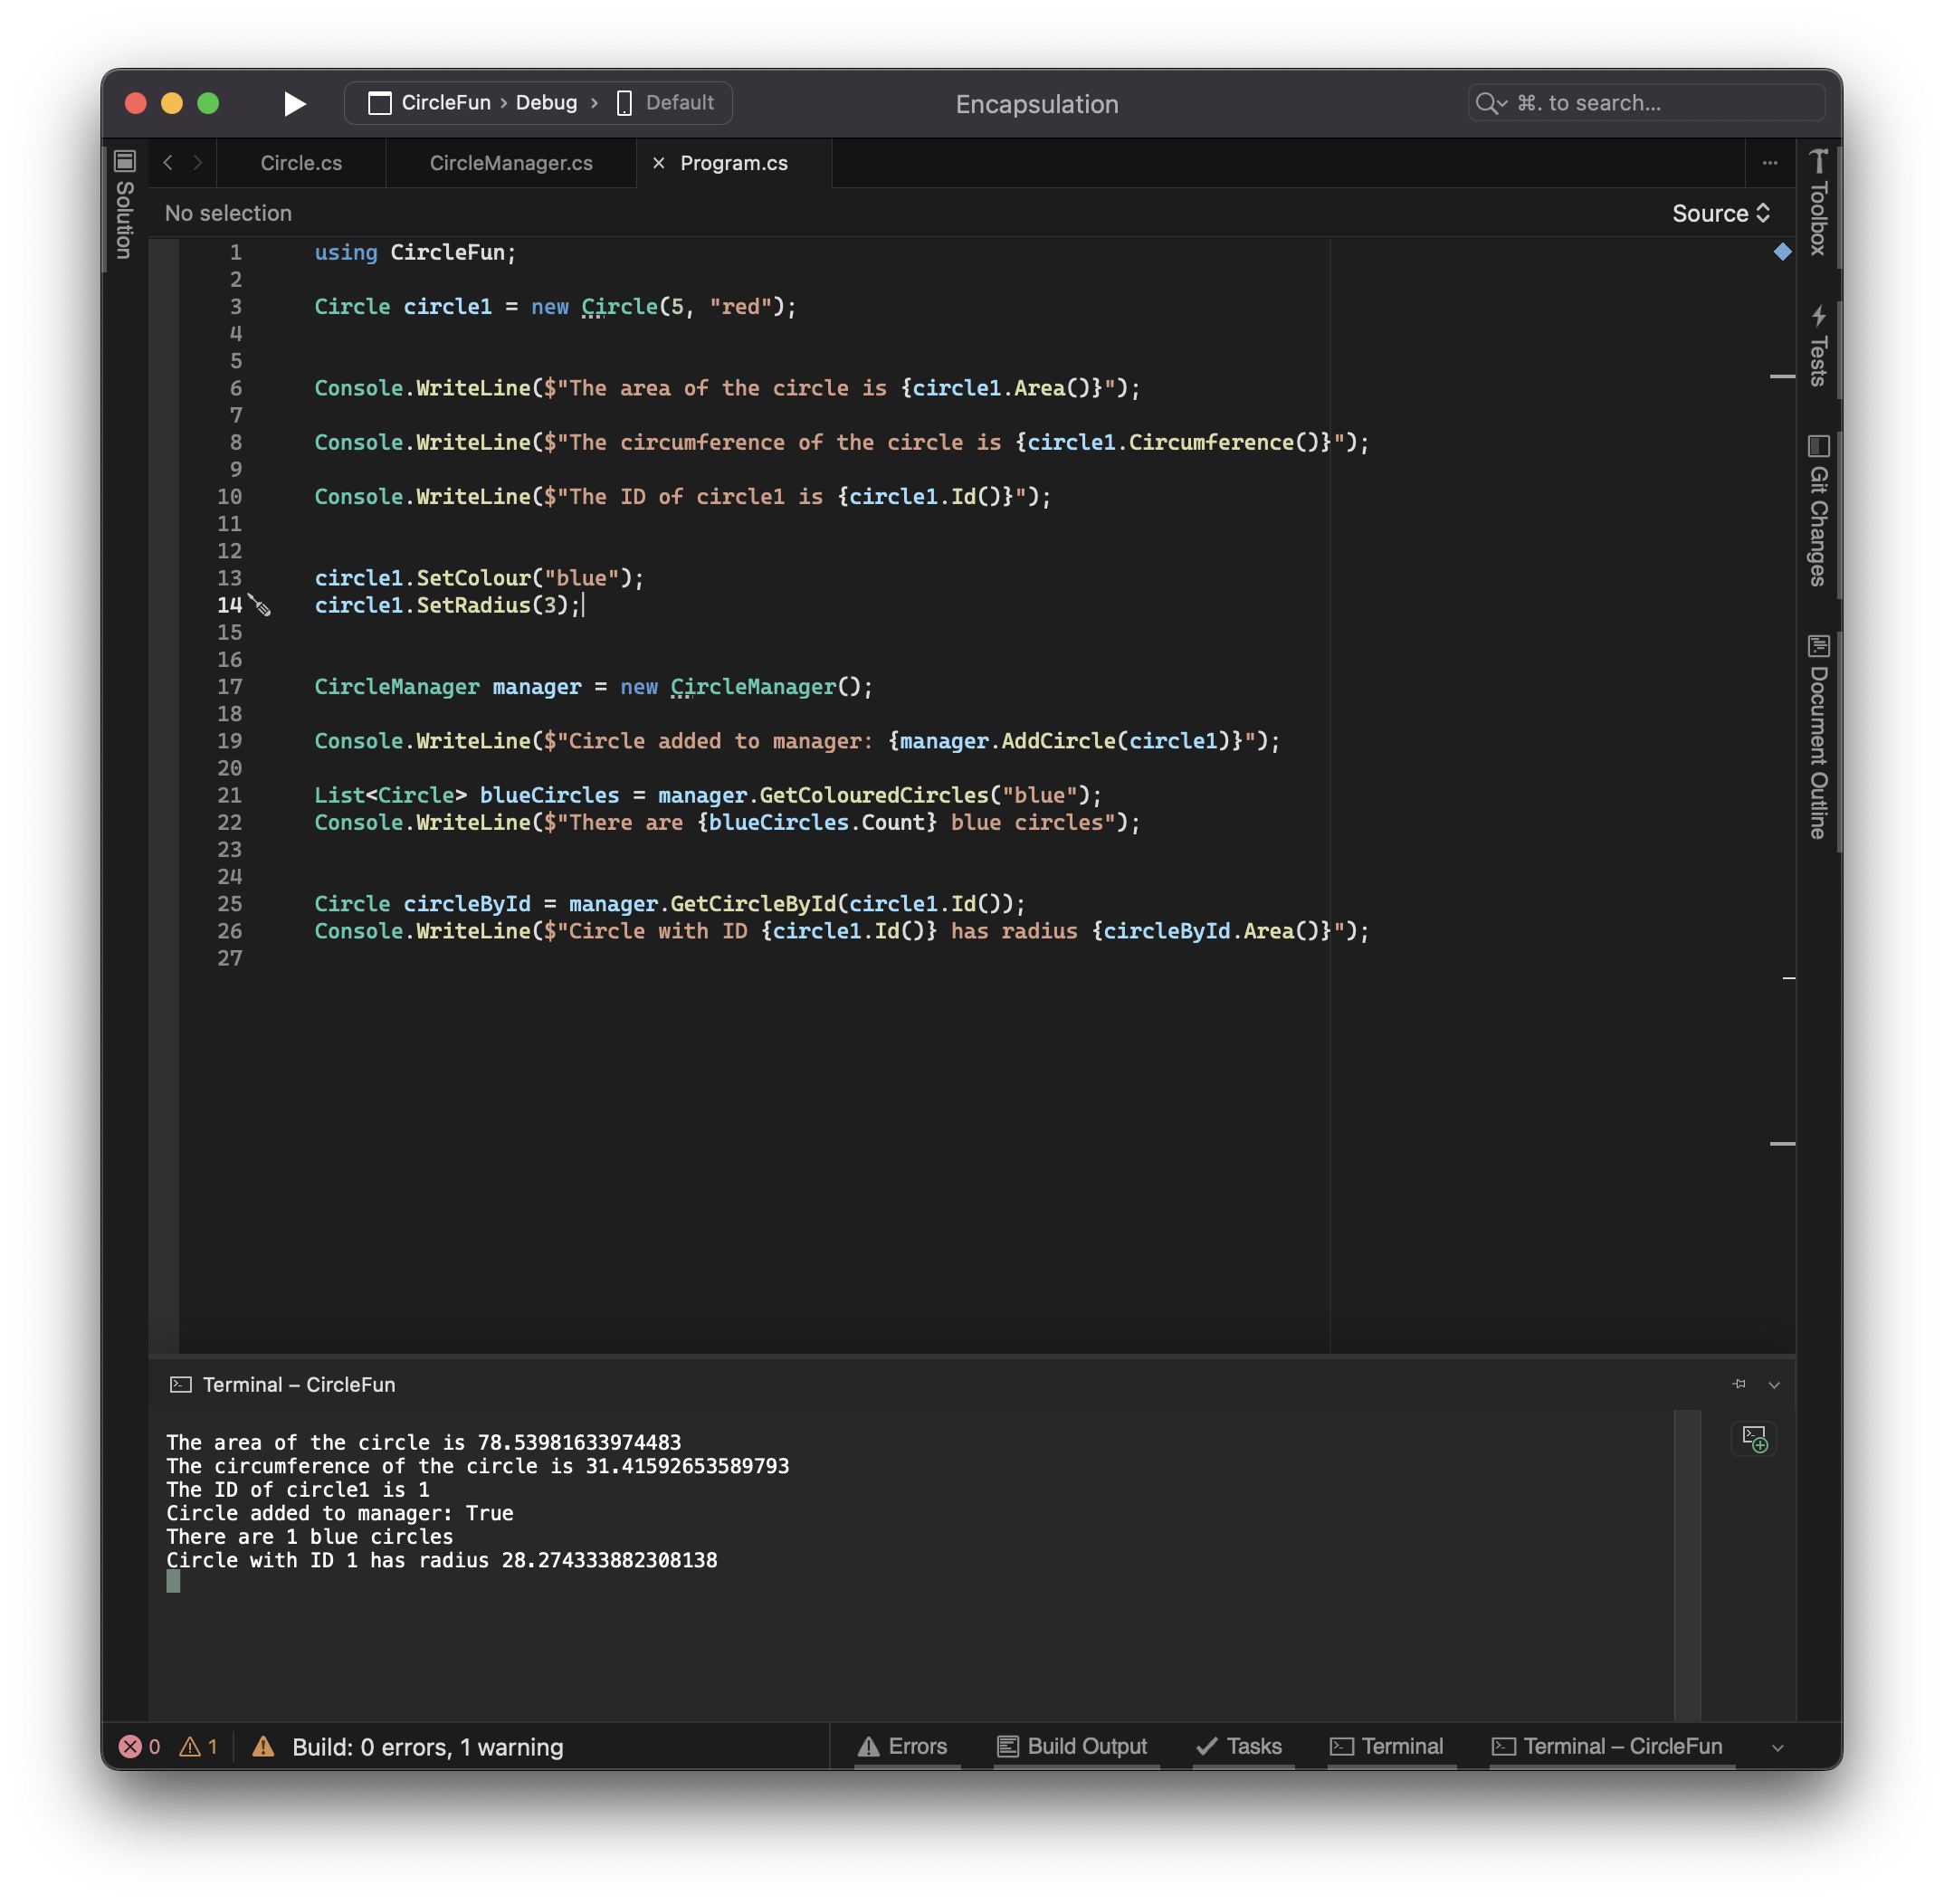 CircleFun › Debug › Default
Encapsulation
⌘. to search...
Solution
Circle.cs
CircleManager.cs
× Program.cs
...
No selection
Source
1 using CircleFun;
2
3 Circle circle1 = new Circle(5, "red");
4
5
6 Console.WriteLine($"The area of the circle is {circle1.Area()}");
7
8 Console.WriteLine($"The circumference of the circle is {circle1.Circumference()}");
9
10 Console.WriteLine($"The ID of circle1 is {circle1.Id()}");
11
12
13 circle1.SetColour("blue");
14 circle1.SetRadius(3);
15
16
17 CircleManager manager = new CircleManager();
18
19 Console.WriteLine($"Circle added to manager: {manager.AddCircle(circle1)}");
20
21 List<Circle> blueCircles = manager.GetColouredCircles("blue");
22 Console.WriteLine($"There are {blueCircles.Count} blue circles");
23
24
25 Circle circleById = manager.GetCircleById(circle1.Id());
26 Console.WriteLine($"Circle with ID {circle1.Id()} has radius {circleById.Area()}");
27
Toolbox
Tests
Git Changes
Document Outline
Terminal – CircleFun
The area of the circle is 78.53981633974483
The circumference of the circle is 31.41592653589793
The ID of circle1 is 1
Circle added to manager: True
There are 1 blue circles
Circle with ID 1 has radius 28.274333882308138
0 1 Build: 0 errors, 1 warning
Errors
Build Output
Tasks
Terminal
Terminal – CircleFun